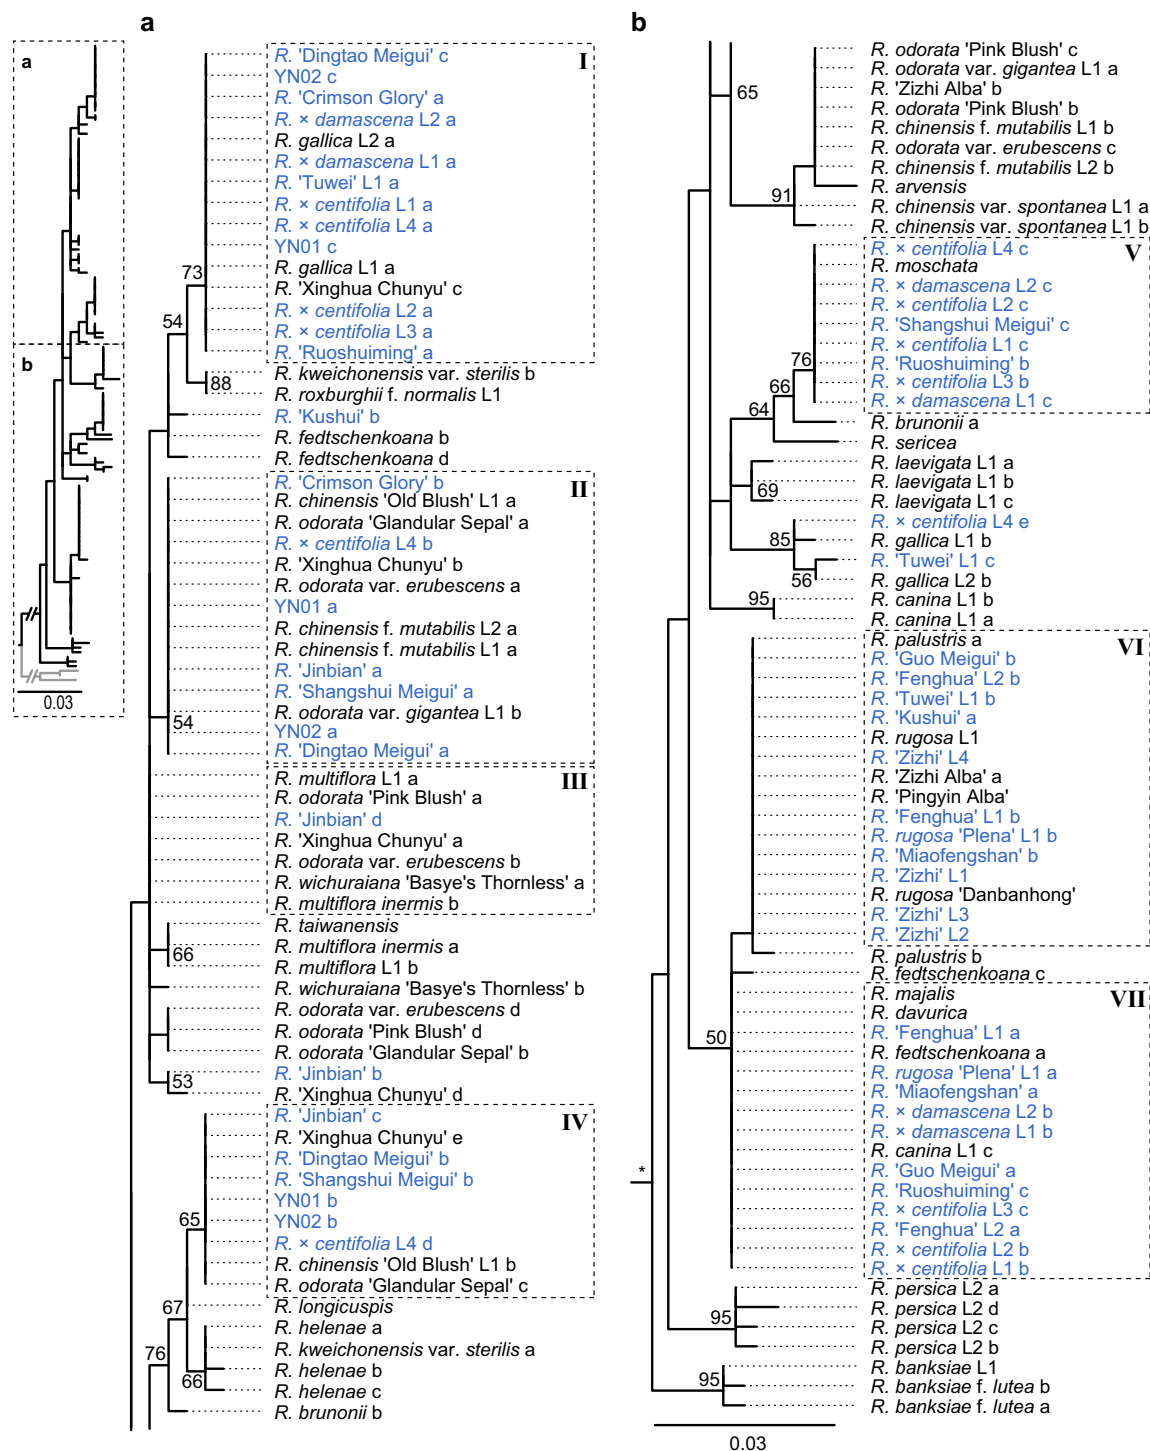 a
b
a
b
0.03
R. 'Dingtao Meigui' c
YN02 c
R. 'Crimson Glory' a
R. × damascena L2 a
R. gallica L2 a
R. × damascena L1 a
R. 'Tuwei' L1 a
R. × centifolia L1 a
R. × centifolia L4 a
YN01 c
R. gallica L1 a
R. 'Xinghua Chunyu' c
R. × centifolia L2 a
R. × centifolia L3 a
R. 'Ruoshuiming' a
I
73
54
R. kweichonensis var. sterilis b
88
R. roxburghii f. normalis L1
R. 'Kushui' b
R. fedtschenkoana b
R. fedtschenkoana d
R. 'Crimson Glory' b
II
R. chinensis 'Old Blush' L1 a
R. odorata 'Glandular Sepal' a
R. × centifolia L4 b
R. 'Xinghua Chunyu' b
R. odorata var. erubescens a
YN01 a
R. chinensis f. mutabilis L2 a
R. chinensis f. mutabilis L1 a
R. 'Jinbian' a
R. 'Shangshui Meigui' a
R. odorata var. gigantea L1 b
54
YN02 a
R. 'Dingtao Meigui' a
R. multiflora L1 a
III
R. odorata 'Pink Blush' a
R. 'Jinbian' d
R. 'Xinghua Chunyu' a
R. odorata var. erubescens b
R. wichuraiana 'Basye's Thornless' a
R. multiflora inermis b
R. taiwanensis
R. multiflora inermis a
66
R. multiflora L1 b
R. wichuraiana 'Basye's Thornless' b
R. odorata var. erubescens d
R. odorata 'Pink Blush' d
R. odorata 'Glandular Sepal' b
R. 'Jinbian' b
53
R. 'Xinghua Chunyu' d
R. 'Jinbian' c
IV
R. 'Xinghua Chunyu' e
R. 'Dingtao Meigui' b
R. 'Shangshui Meigui' b
YN01 b
65
YN02 b
R. × centifolia L4 d
R. chinensis 'Old Blush' L1 b
R. odorata 'Glandular Sepal' c
67
R. longicuspis
R. helenae a
76
R. kweichonensis var. sterilis a
R. helenae b
66
R. helenae c
R. brunonii b
R. odorata 'Pink Blush' c
R. odorata var. gigantea L1 a
65
R. 'Zizhi Alba' b
R. odorata 'Pink Blush' b
R. chinensis f. mutabilis L1 b
R. odorata var. erubescens c
R. chinensis f. mutabilis L2 b
R. arvensis
91
R. chinensis var. spontanea L1 a
R. chinensis var. spontanea L1 b
R. × centifolia L4 c
V
R. moschata
R. × damascena L2 c
R. × centifolia L2 c
R. 'Shangshui Meigui' c
R. × centifolia L1 c
76
R. 'Ruoshuiming' b
R. × centifolia L3 b
66
R. × damascena L1 c
64
R. brunonii a
R. sericea
R. laevigata L1 a
R. laevigata L1 b
69
R. laevigata L1 c
R. × centifolia L4 e
85
R. gallica L1 b
R. 'Tuwei' L1 c
56
R. gallica L2 b
95
R. canina L1 b
R. canina L1 a
R. palustris a
VI
R. 'Guo Meigui' b
R. 'Fenghua' L2 b
R. 'Tuwei' L1 b
R. 'Kushui' a
R. rugosa L1
R. 'Zizhi' L4
R. 'Zizhi Alba' a
R. 'Pingyin Alba'
R. 'Fenghua' L1 b
R. rugosa 'Plena' L1 b
R. 'Miaofengshan' b
R. 'Zizhi' L1
R. rugosa 'Danbanhong'
R. 'Zizhi' L3
R. 'Zizhi' L2
R. palustris b
R. fedtschenkoana c
R. majalis
VII
R. davurica
R. 'Fenghua' L1 a
50
R. fedtschenkoana a
R. rugosa 'Plena' L1 a
R. 'Miaofengshan' a
R. × damascena L2 b
R. × damascena L1 b
R. canina L1 c
*
R. 'Guo Meigui' a
R. 'Ruoshuiming' c
R. × centifolia L3 c
R. 'Fenghua' L2 a
R. × centifolia L2 b
R. × centifolia L1 b
R. persica L2 a
R. persica L2 d
95
R. persica L2 c
R. persica L2 b
R. banksiae L1
95
R. banksiae f. lutea b
R. banksiae f. lutea a
0.03